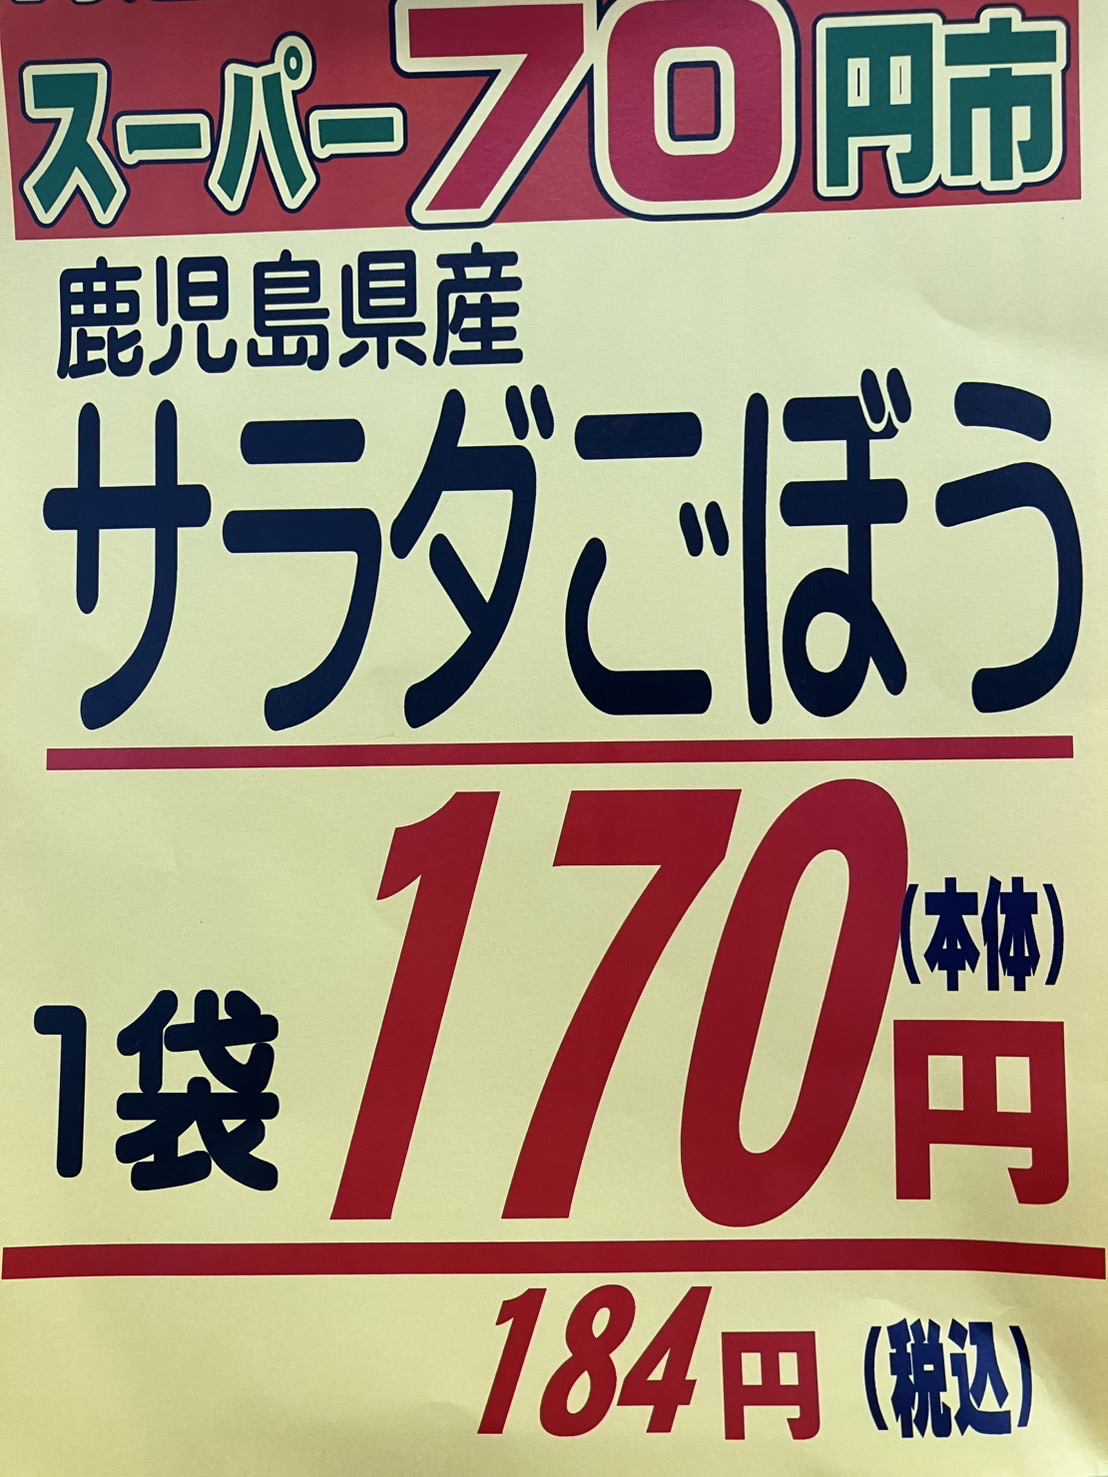 スーパー70円市
鹿児島県産
サラダごぼう
1袋 170円 (本体)
184円 (税込)